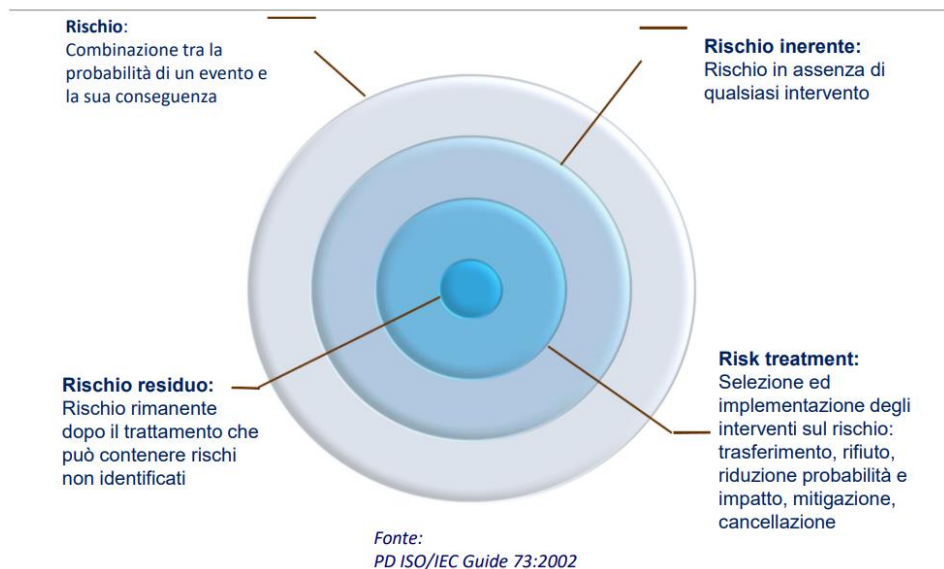 Rischio:
Combinazione tra la
probabilità di un evento e
la sua conseguenza
Rischio inerente:
Rischio in assenza di
qualsiasi intervento
Rischio residuo:
Rischio rimanente
dopo il trattamento che
può contenere rischi
non identificati
Risk treatment:
Selezione ed
implementazione degli
interventi sul rischio:
trasferimento, rifiuto,
riduzione probabilità e
impatto, mitigazione,
cancellazione
Fonte:
PD ISO/IEC Guide 73:2002